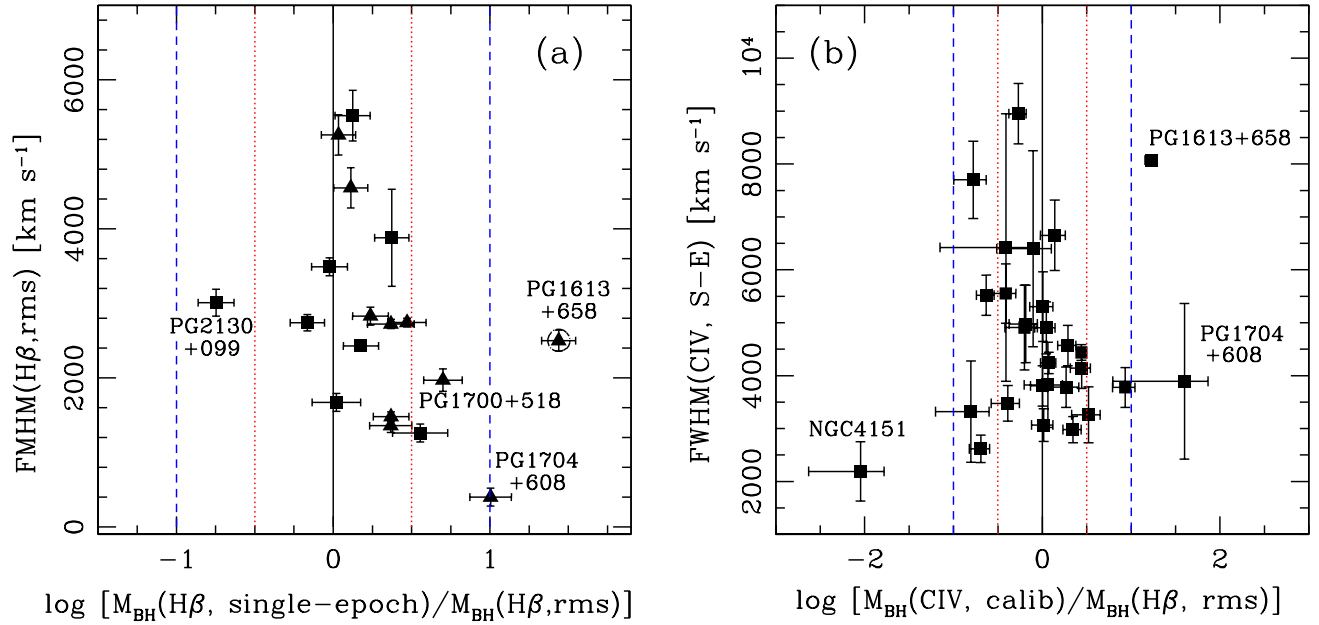 (a)
6000
4000
2000
0
FMHM(Hβ,rms) [km s⁻¹]
PG2130
+099
PG1613
+658
PG1700+518
PG1704
+608
−1
0
1
log [M_BH(Hβ, single−epoch)/M_BH(Hβ,rms)]
(b)
10⁴
8000
6000
4000
2000
FWHM(CIV, S−E) [km s⁻¹]
PG1613+658
PG1704
+608
NGC4151
−2
0
2
log [M_BH(CIV, calib)/M_BH(Hβ, rms)]